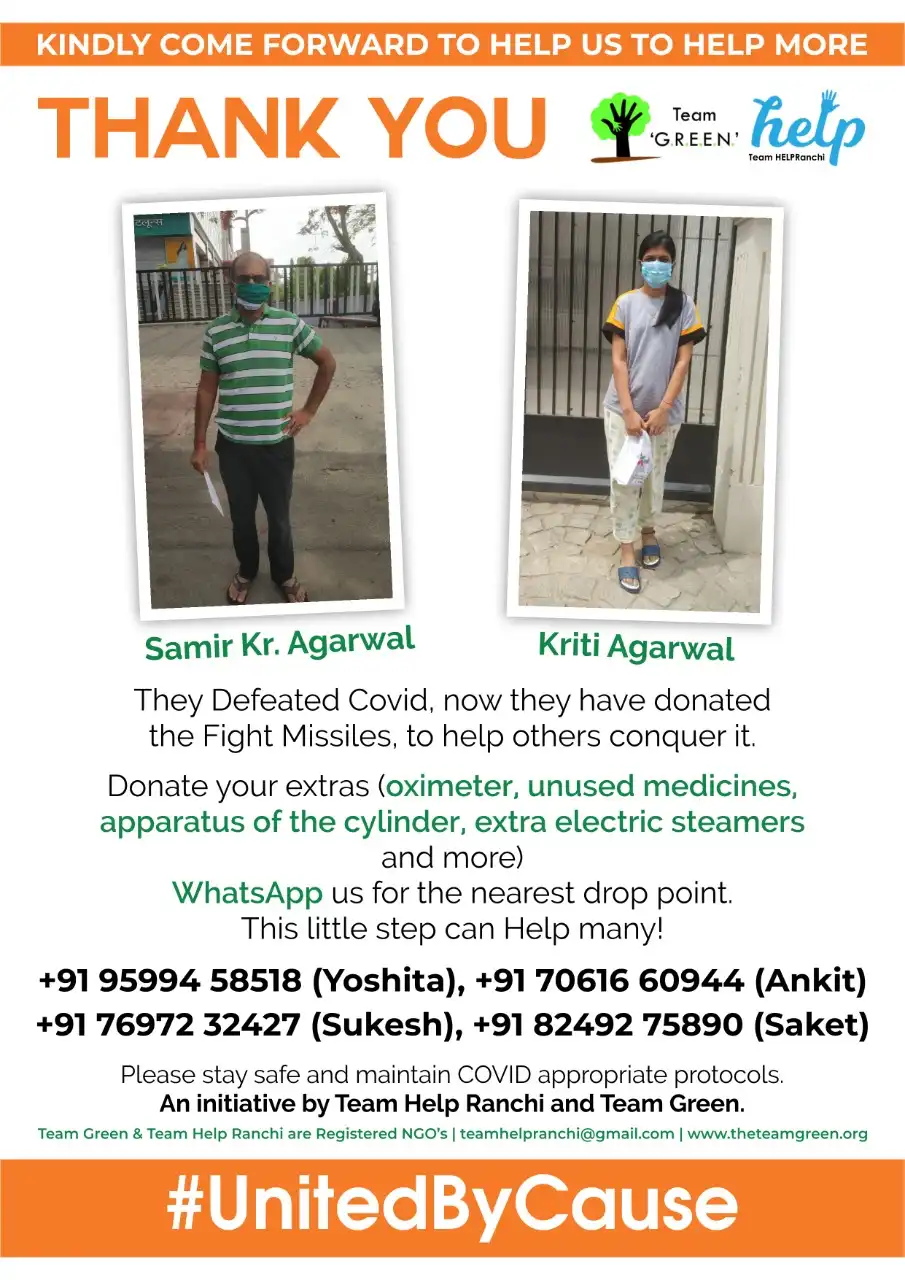 KINDLY COME FORWARD TO HELP US TO HELP MORE
THANK YOU
Team
'G.R.E.E.N.'
help
Team HELPRanchi
टलून्स
Samir Kr. Agarwal
Kriti Agarwal
They Defeated Covid, now they have donated
the Fight Missiles, to help others conquer it.
Donate your extras (oximeter, unused medicines,
apparatus of the cylinder, extra electric steamers
and more)
WhatsApp us for the nearest drop point.
This little step can Help many!
+91 95994 58518 (Yoshita), +91 70616 60944 (Ankit)
+91 76972 32427 (Sukesh), +91 82492 75890 (Saket)
Please stay safe and maintain COVID appropriate protocols.
An initiative by Team Help Ranchi and Team Green.
Team Green & Team Help Ranchi are Registered NGO's | teamhelpranchi@gmail.com | www.theteamgreen.org
#UnitedByCause